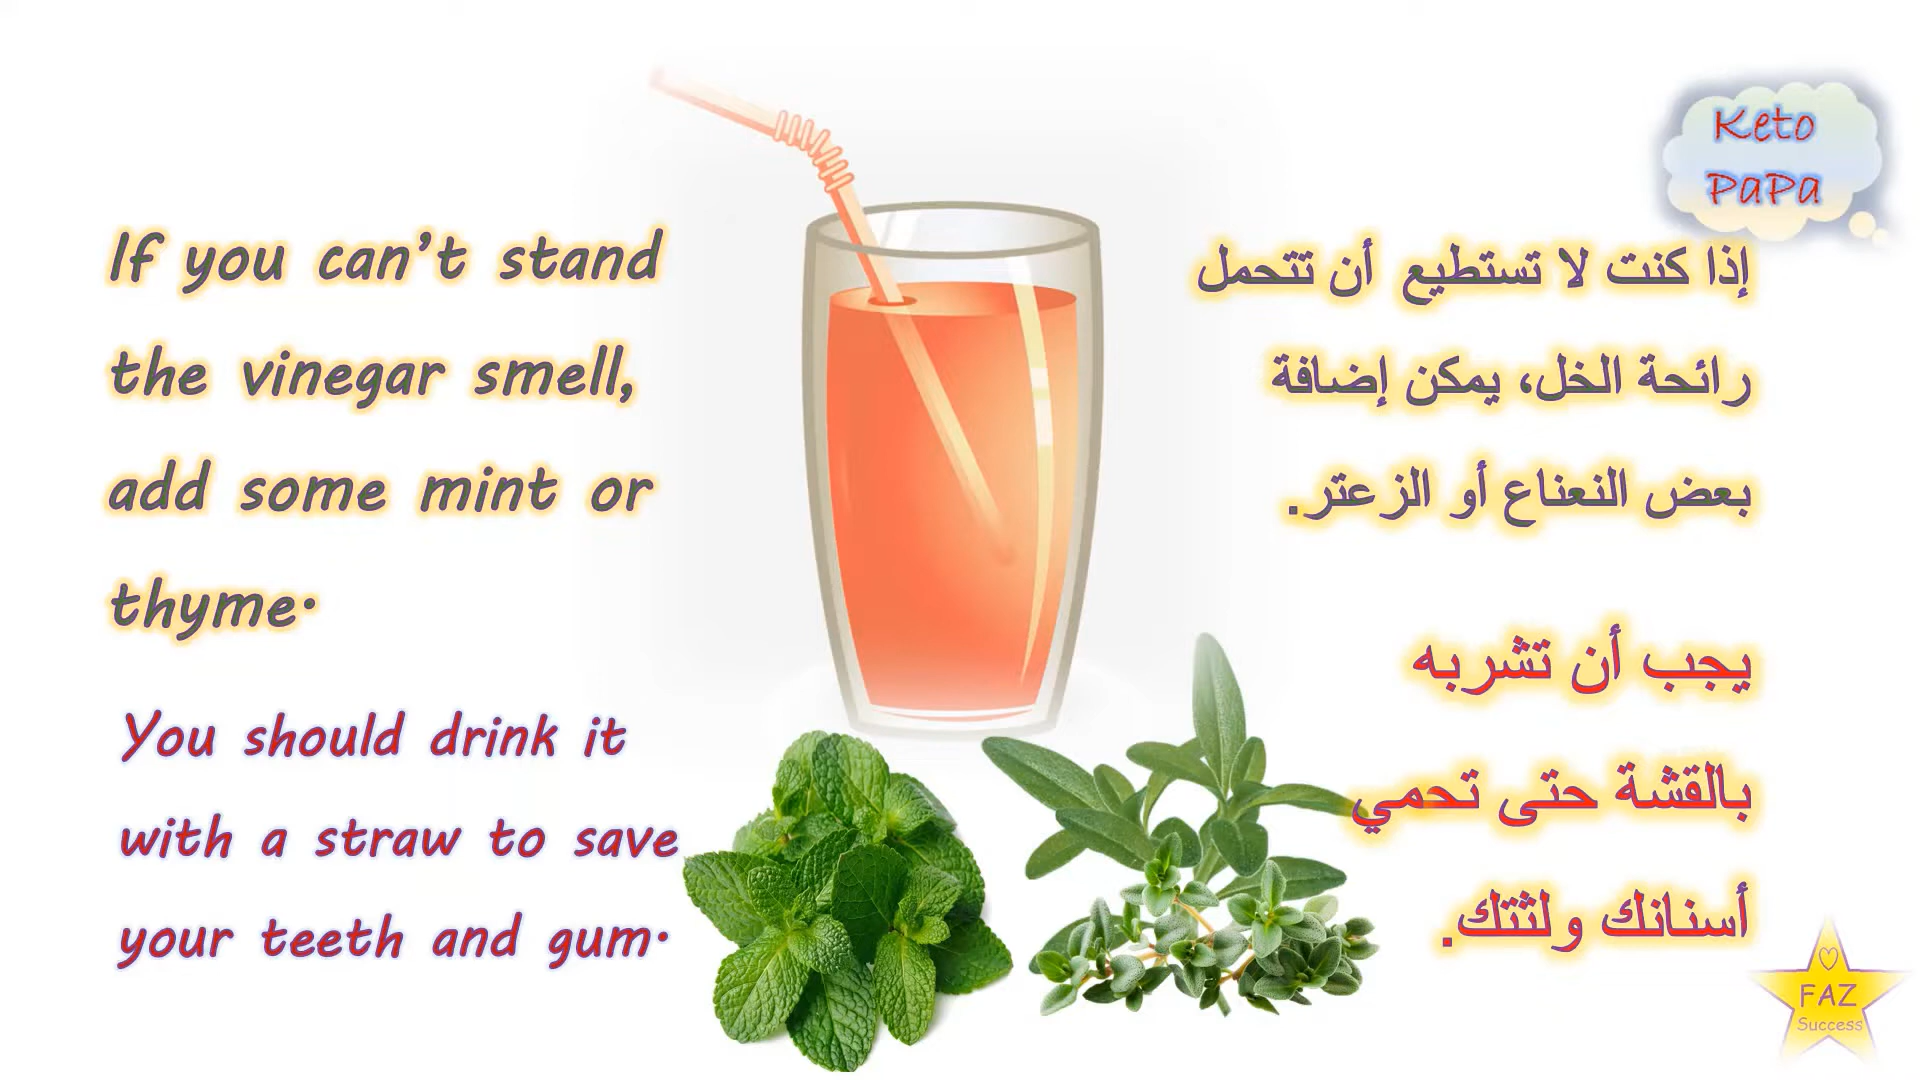 Keto
PaPa
If you can’t stand
the vinegar smell,
add some mint or
thyme.
You should drink it
with a straw to save
your teeth and gum.
إذا كنت لا تستطيع أن تتحمل
رائحة الخل، يمكن إضافة
بعض النعناع أو الزعتر.
يجب أن تشربه
بالقشة حتى تحمي
أسنانك ولثتك.
FAZ
Success